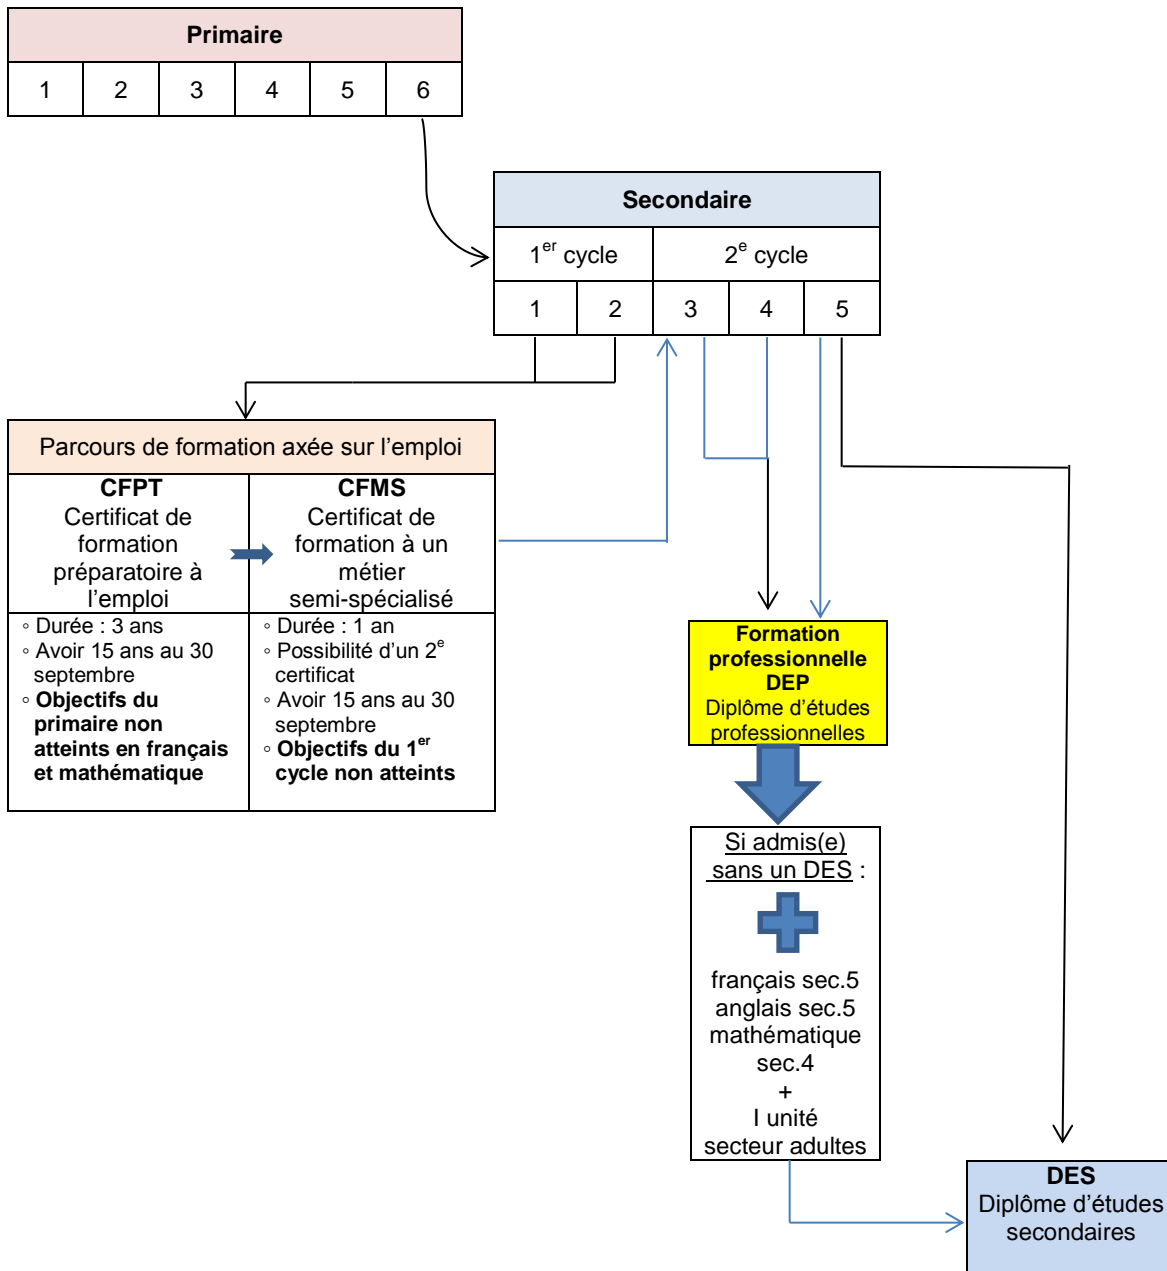 Primaire
1 2 3 4 5 6
Secondaire
1er cycle 2e cycle
1 2 3 4 5
Parcours de formation axée sur l’emploi
CFPT
Certificat de
formation
préparatoire à
l’emploi
CFMS
Certificat de
formation à un
métier
semi-spécialisé
◦ Durée : 3 ans
◦ Avoir 15 ans au 30
septembre
◦ Objectifs du
primaire non
atteints en français
et mathématique
◦ Durée : 1 an
◦ Possibilité d’un 2e
certificat
◦ Avoir 15 ans au 30
septembre
◦ Objectifs du 1er
cycle non atteints
Formation
professionnelle
DEP
Diplôme d’études
professionnelles
Si admis(e)
sans un DES :
français sec.5
anglais sec.5
mathématique
sec.4
+
I unité
secteur adultes
DES
Diplôme d’études
secondaires